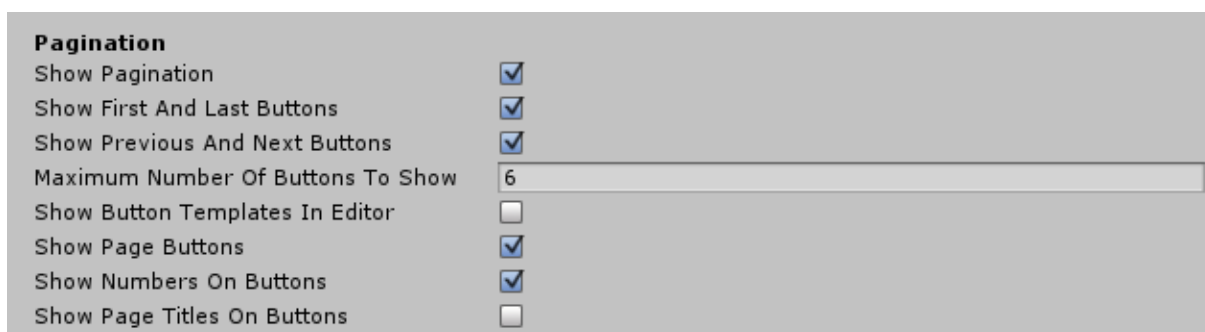 Pagination
Show Pagination
Show First And Last Buttons
Show Previous And Next Buttons
Maximum Number Of Buttons To Show 6
Show Button Templates In Editor
Show Page Buttons
Show Numbers On Buttons
Show Page Titles On Buttons